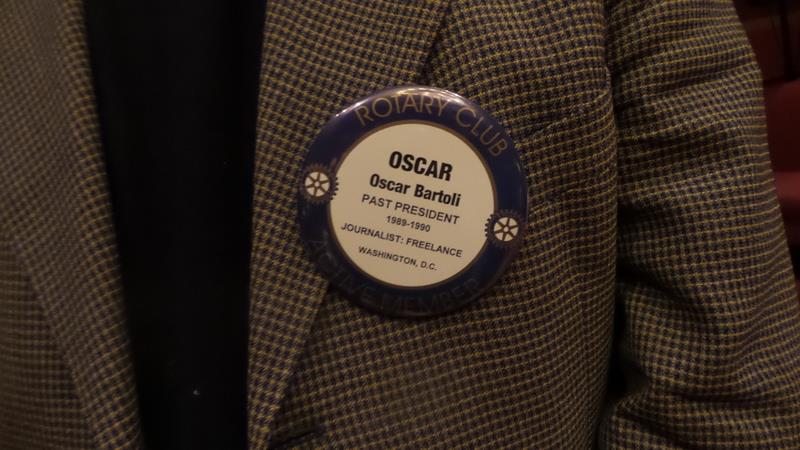 ROTARY CLUB
OSCAR
Oscar Bartoli
PAST PRESIDENT
1989-1990
JOURNALIST: FREELANCE
WASHINGTON, D.C.
ACTIVE MEMBER